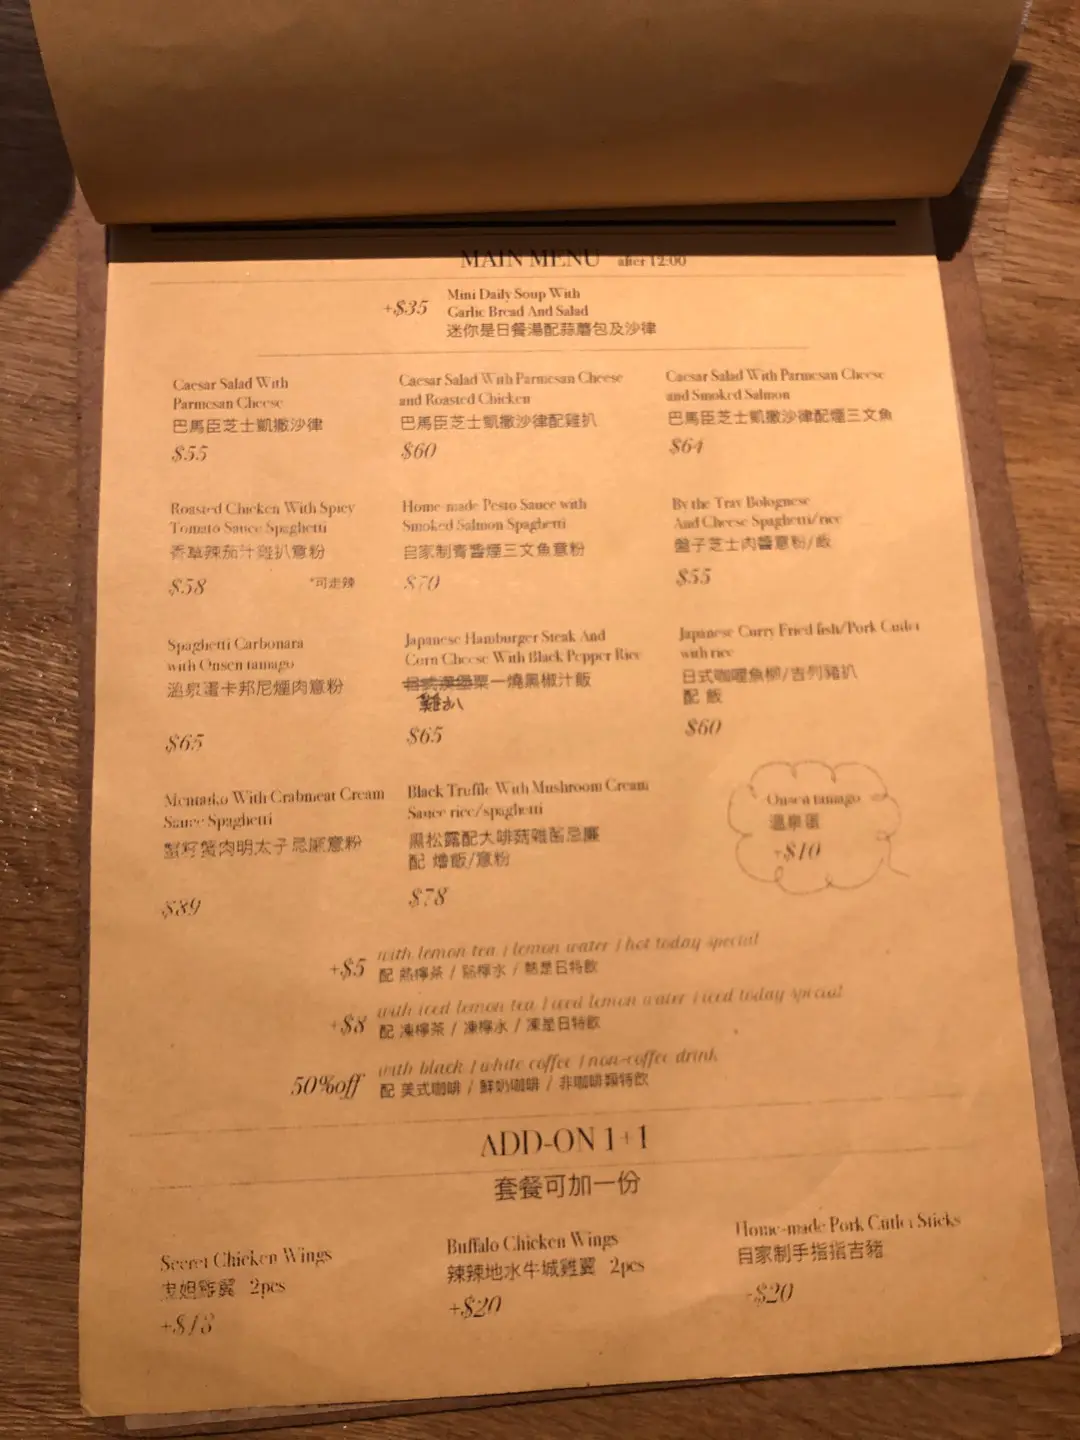 MAIN MENU after 12:00
+$35 Mini Daily Soup With
Garlic Bread And Salad
迷你是日餐湯配蒜蓉包及沙律
Caesar Salad With
Parmesan Cheese
巴馬臣芝士凱撒沙律
$55
Caesar Salad With Parmesan Cheese
and Roasted Chicken
巴馬臣芝士凱撒沙律配雞扒
$60
Caesar Salad With Parmesan Cheese
and Smoked Salmon
巴馬臣芝士凱撒沙律配煙三文魚
$64
Roasted Chicken With Spicy
Tomato Sauce Spaghetti
香草辣茄汁雞扒意粉
$58 *可走辣
Home-made Pesto Sauce with
Smoked Salmon Spaghetti
自家制青醬煙三文魚意粉
$70
By the Tray Bolognese
And Cheese Spaghetti/rice
盤子芝士肉醬意粉/飯
$55
Spaghetti Carbonara
with Onsen tamago
溫泉蛋卡邦尼煙肉意粉
$65
Japanese Hamburger Steak And
Corn Cheese With Black Pepper Rice
日式漢堡粟一燒黑椒汁飯
雞扒
$65
Japanese Curry Fried fish/Pork Cutlet
with rice
日式咖喱魚柳/吉列豬扒
配 飯
$60
Mentaiko With Crabmeat Cream
Sauce Spaghetti
蟹籽蟹肉明太子忌廉意粉
$89
Black Truffle With Mushroom Cream
Sauce rice/spaghetti
黑松露配大啡菇雜菌忌廉
配 燴飯/意粉
$78
Onsen tamago
溫泉蛋
+$10
+$5 with lemon tea / lemon water / hot today special
配 熱檸茶 / 熱檸水 / 熱是日特飲
+$8 with iced lemon tea / iced lemon water / iced today special
配 凍檸茶 / 凍檸水 / 凍是日特飲
50%off with black / white coffee / non-coffee drink
配 美式咖啡 / 鮮奶咖啡 / 非咖啡類特飲
ADD-ON 1+1
套餐可加一份
Secret Chicken Wings
雞翼 2pcs
+$13
Buffalo Chicken Wings
辣辣地水牛城雞翼 2pcs
+$20
Home-made Pork Cutlet Sticks
自家制手指指吉豬
+$20